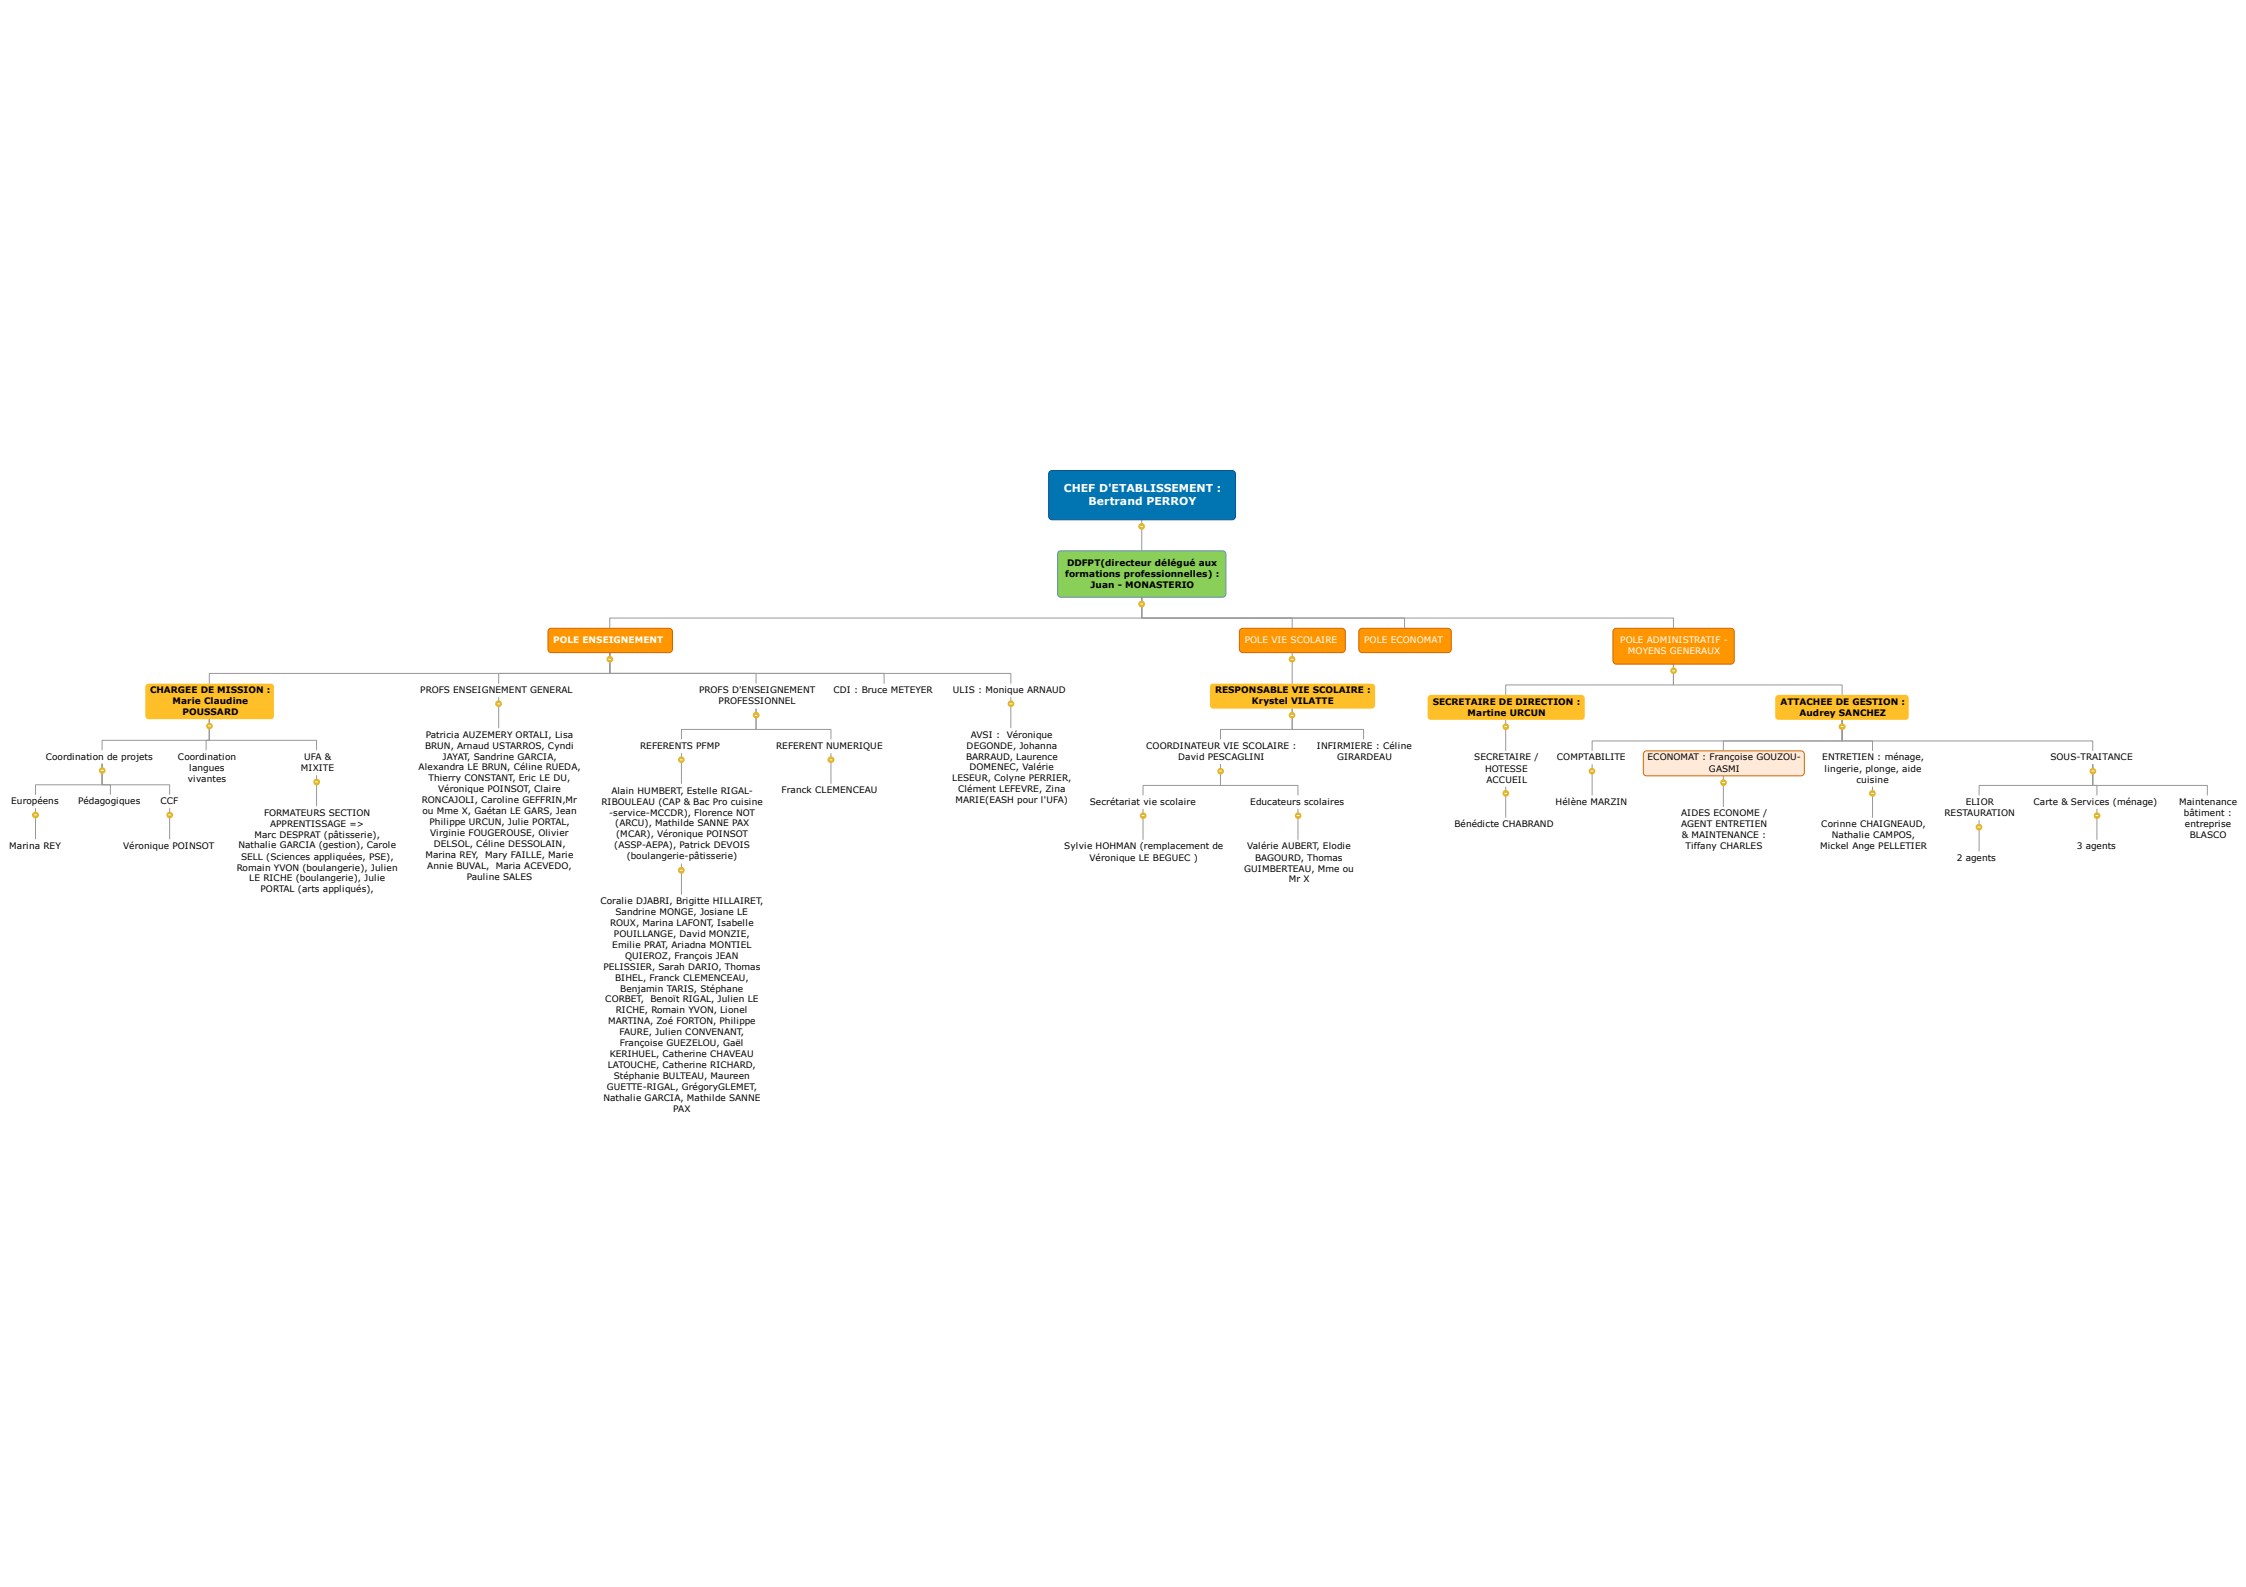 CHEF D'ETABLISSEMENT :
Bertrand PERROY
DDFPT(directeur délégué aux
formations professionnelles) :
Juan - MONASTERIO
POLE ENSEIGNEMENT
POLE VIE SCOLAIRE
POLE ECONOMAT
POLE ADMINISTRATIF -
MOYENS GENERAUX
CHARGEE DE MISSION :
Marie Claudine
POUSSARD
PROFS ENSEIGNEMENT GENERAL
PROFS D'ENSEIGNEMENT
PROFESSIONNEL
CDI : Bruce METEYER
ULIS : Monique ARNAUD
RESPONSABLE VIE SCOLAIRE :
Krystel VILATTE
SECRETAIRE DE DIRECTION :
Martine URCUN
ATTACHEE DE GESTION :
Audrey SANCHEZ
Coordination de projets
Coordination
langues
vivantes
UFA &
MIXITE
Européens
Pédagogiques
CCF
Marina REY
Véronique POINSOT
FORMATEURS SECTION
APPRENTISSAGE =>
Marc DESPRAT (pâtisserie),
Nathalie GARCIA (gestion), Carole
SELL (Sciences appliquées, PSE),
Romain YVON (boulangerie), Julien
LE RICHE (boulangerie), Julie
PORTAL (arts appliqués),
Patricia AUZEMERY ORTALI, Lisa
BRUN, Arnaud USTARROS, Cyndi
JAYAT, Sandrine GARCIA,
Alexandra LE BRUN, Céline RUEDA,
Thierry CONSTANT, Eric LE DU,
Véronique POINSOT, Claire
RONCAJOLI, Caroline GEFFRIN,Mr
ou Mme X, Gaétan LE GARS, Jean
Philippe URCUN, Julie PORTAL,
Virginie FOUGEROUSE, Olivier
DELSOL, Céline DESSOLAIN,
Marina REY, Mary FAILLE, Marie
Annie BUVAL, Maria ACEVEDO,
Pauline SALES
REFERENTS PFMP
REFERENT NUMERIQUE
Alain HUMBERT, Estelle RIGAL-
RIBOULEAU (CAP & Bac Pro cuisine
-service-MCCDR), Florence NOT
(ARCU), Mathilde SANNE PAX
(MCAR), Véronique POINSOT
(ASSP-AEPA), Patrick DEVOIS
(boulangerie-pâtisserie)
Franck CLEMENCEAU
Coralie DJABRI, Brigitte HILLAIRET,
Sandrine MONGE, Josiane LE
ROUX, Marina LAFONT, Isabelle
POUILLANGE, David MONZIE,
Emilie PRAT, Ariadna MONTIEL
QUIEROZ, François JEAN
PELISSIER, Sarah DARIO, Thomas
BIHEL, Franck CLEMENCEAU,
Benjamin TARIS, Stéphane
CORBET, Benoït RIGAL, Julien LE
RICHE, Romain YVON, Lionel
MARTINA, Zoé FORTON, Philippe
FAURE, Julien CONVENANT,
Françoise GUEZELOU, Gaël
KERIHUEL, Catherine CHAVEAU
LATOUCHE, Catherine RICHARD,
Stéphanie BULTEAU, Maureen
GUETTE-RIGAL, GrégoryGLEMET,
Nathalie GARCIA, Mathilde SANNE
PAX
AVSI : Véronique
DEGONDE, Johanna
BARRAUD, Laurence
DOMENEC, Valérie
LESEUR, Colyne PERRIER,
Clément LEFEVRE, Zina
MARIE(EASH pour l'UFA)
COORDINATEUR VIE SCOLAIRE :
David PESCAGLINI
INFIRMIERE : Céline
GIRARDEAU
Secrétariat vie scolaire
Educateurs scolaires
Sylvie HOHMAN (remplacement de
Véronique LE BEGUEC )
Valérie AUBERT, Elodie
BAGOURD, Thomas
GUIMBERTEAU, Mme ou
Mr X
SECRETAIRE /
HOTESSE
ACCUEIL
Bénédicte CHABRAND
COMPTABILITE
Hélène MARZIN
ECONOMAT : Françoise GOUZOU-
GASMI
AIDES ECONOME /
AGENT ENTRETIEN
& MAINTENANCE :
Tiffany CHARLES
ENTRETIEN : ménage,
lingerie, plonge, aide
cuisine
Corinne CHAIGNEAUD,
Nathalie CAMPOS,
Mickel Ange PELLETIER
SOUS-TRAITANCE
ELIOR
RESTAURATION
2 agents
Carte & Services (ménage)
3 agents
Maintenance
bâtiment :
entreprise
BLASCO